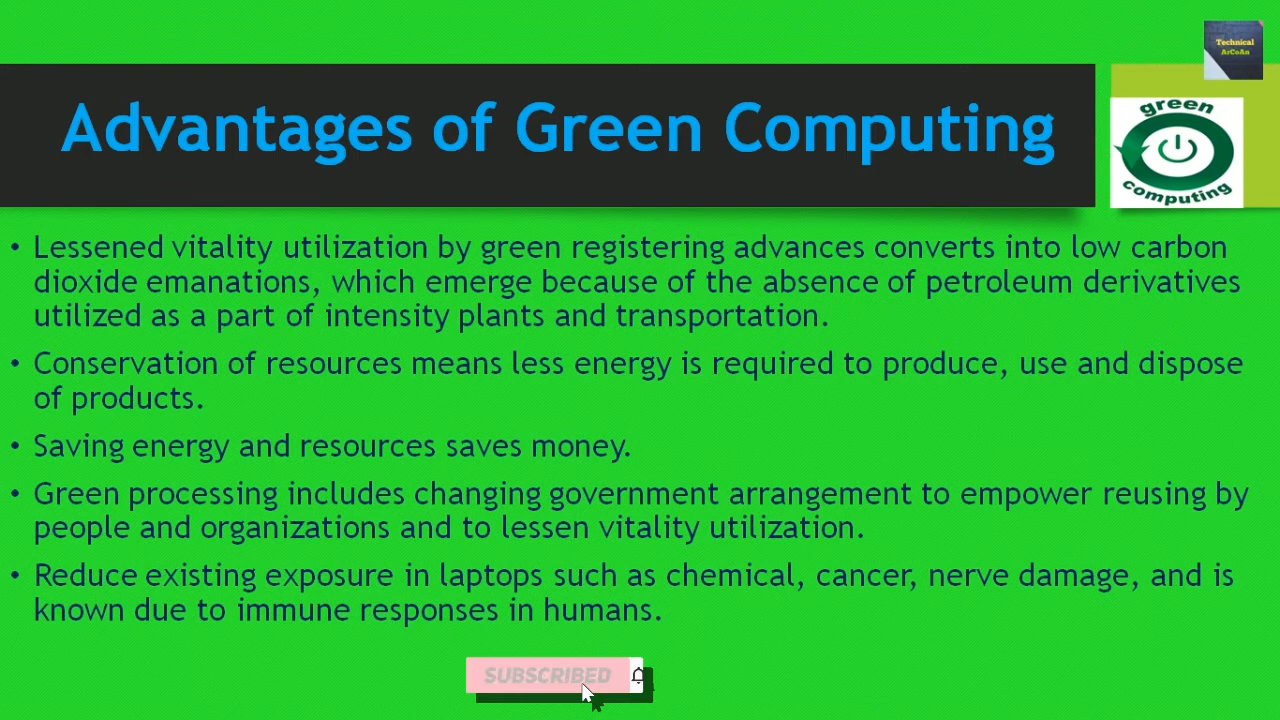 Technical
ArCoAn
Advantages of Green Computing
green
computing
• Lessened vitality utilization by green registering advances converts into low carbon
dioxide emanations, which emerge because of the absence of petroleum derivatives
utilized as a part of intensity plants and transportation.
• Conservation of resources means less energy is required to produce, use and dispose
of products.
• Saving energy and resources saves money.
• Green processing includes changing government arrangement to empower reusing by
people and organizations and to lessen vitality utilization.
• Reduce existing exposure in laptops such as chemical, cancer, nerve damage, and is
known due to immune responses in humans.
SUBSCRIBED